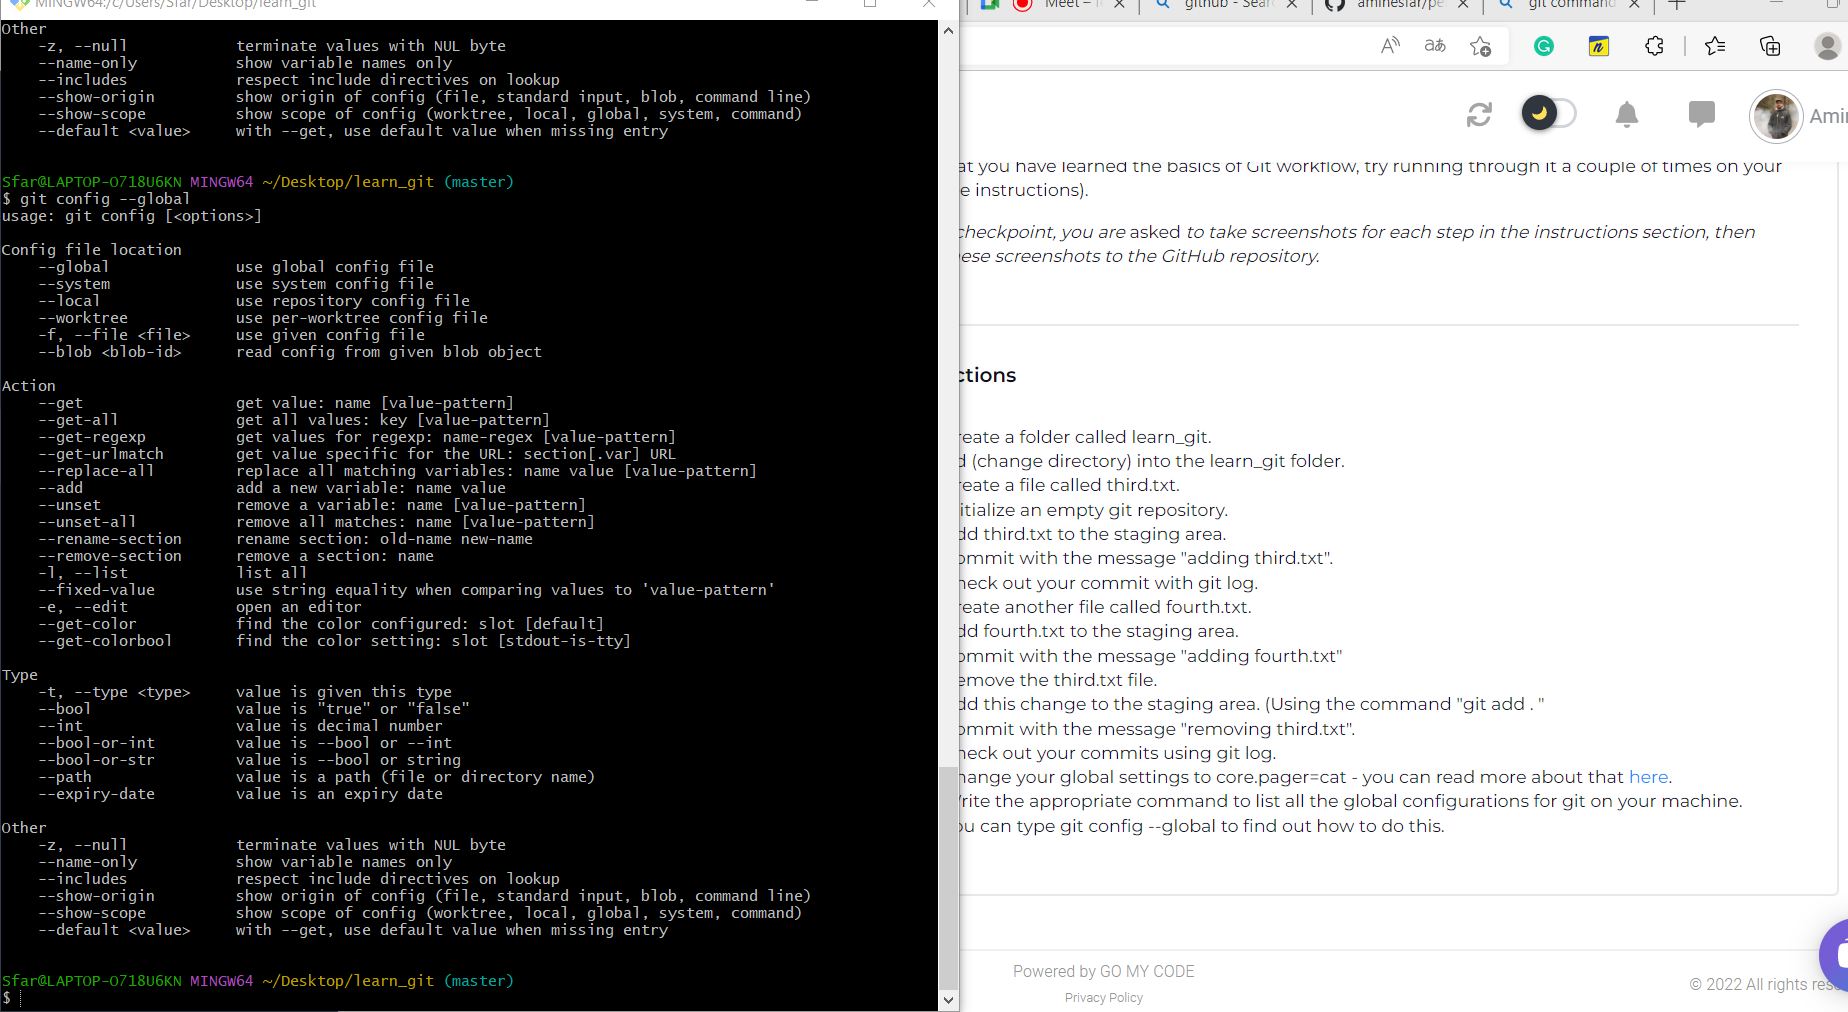 MINGW64:/c/Users/Sfar/Desktop/learn_git
Other
-z, --null terminate values with NUL byte
--name-only show variable names only
--includes respect include directives on lookup
--show-origin show origin of config (file, standard input, blob, command line)
--show-scope show scope of config (worktree, local, global, system, command)
--default <value> with --get, use default value when missing entry
Sfar@LAPTOP-O718U6KN MINGW64 ~/Desktop/learn_git (master)
$ git config --global
usage: git config [<options>]
Config file location
--global use global config file
--system use system config file
--local use repository config file
--worktree use per-worktree config file
-f, --file <file> use given config file
--blob <blob-id> read config from given blob object
Action
--get get value: name [value-pattern]
--get-all get all values: key [value-pattern]
--get-regexp get values for regexp: name-regex [value-pattern]
--get-urlmatch get value specific for the URL: section[.var] URL
--replace-all replace all matching variables: name value [value-pattern]
--add add a new variable: name value
--unset remove a variable: name [value-pattern]
--unset-all remove all matches: name [value-pattern]
--rename-section rename section: old-name new-name
--remove-section remove a section: name
-l, --list list all
--fixed-value use string equality when comparing values to 'value-pattern'
-e, --edit open an editor
--get-color find the color configured: slot [default]
--get-colorbool find the color setting: slot [stdout-is-tty]
Type
-t, --type <type> value is given this type
--bool value is "true" or "false"
--int value is decimal number
--bool-or-int value is --bool or --int
--bool-or-str value is --bool or string
--path value is a path (file or directory name)
--expiry-date value is an expiry date
Other
-z, --null terminate values with NUL byte
--name-only show variable names only
--includes respect include directives on lookup
--show-origin show origin of config (file, standard input, blob, command line)
--show-scope show scope of config (worktree, local, global, system, command)
--default <value> with --get, use default value when missing entry
Sfar@LAPTOP-O718U6KN MINGW64 ~/Desktop/learn_git (master)
$
Meet –
github - Sear
aminesfar/pe
git command
Ami
at you have learned the basics of Git workflow, try running through it a couple of times on your
e instructions).
checkpoint, you are asked to take screenshots for each step in the instructions section, then
ese screenshots to the GitHub repository.
ctions
reate a folder called learn_git.
d (change directory) into the learn_git folder.
reate a file called third.txt.
itialize an empty git repository.
dd third.txt to the staging area.
ommit with the message "adding third.txt".
heck out your commit with git log.
reate another file called fourth.txt.
dd fourth.txt to the staging area.
ommit with the message "adding fourth.txt"
emove the third.txt file.
dd this change to the staging area. (Using the command "git add . "
ommit with the message "removing third.txt".
heck out your commits using git log.
hange your global settings to core.pager=cat - you can read more about that here.
rite the appropriate command to list all the global configurations for git on your machine.
ou can type git config --global to find out how to do this.
Powered by GO MY CODE
Privacy Policy
© 2022 All rights res